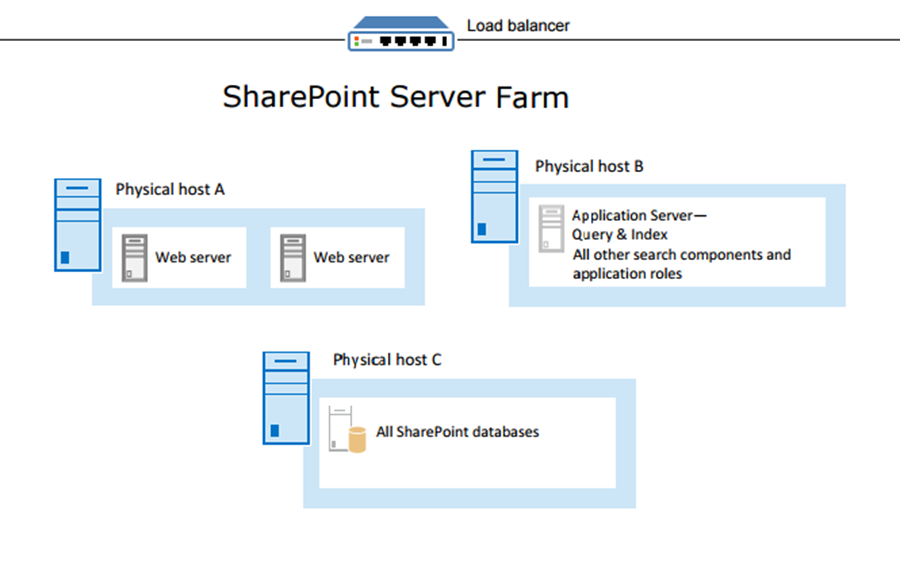 Load balancer
SharePoint Server Farm
Physical host A
Web server
Web server
Physical host B
Application Server—
Query & Index
All other search components and
application roles
Physical host C
All SharePoint databases